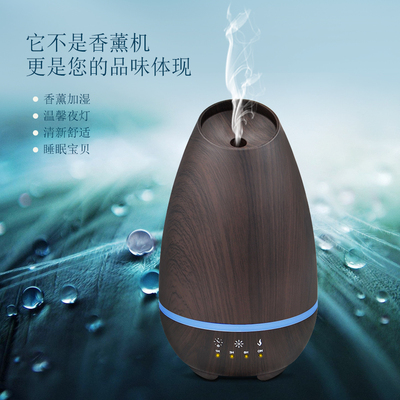 它不是香薰机
更是您的品味体现
香薰加湿
温馨夜灯
清新舒适
睡眠宝贝